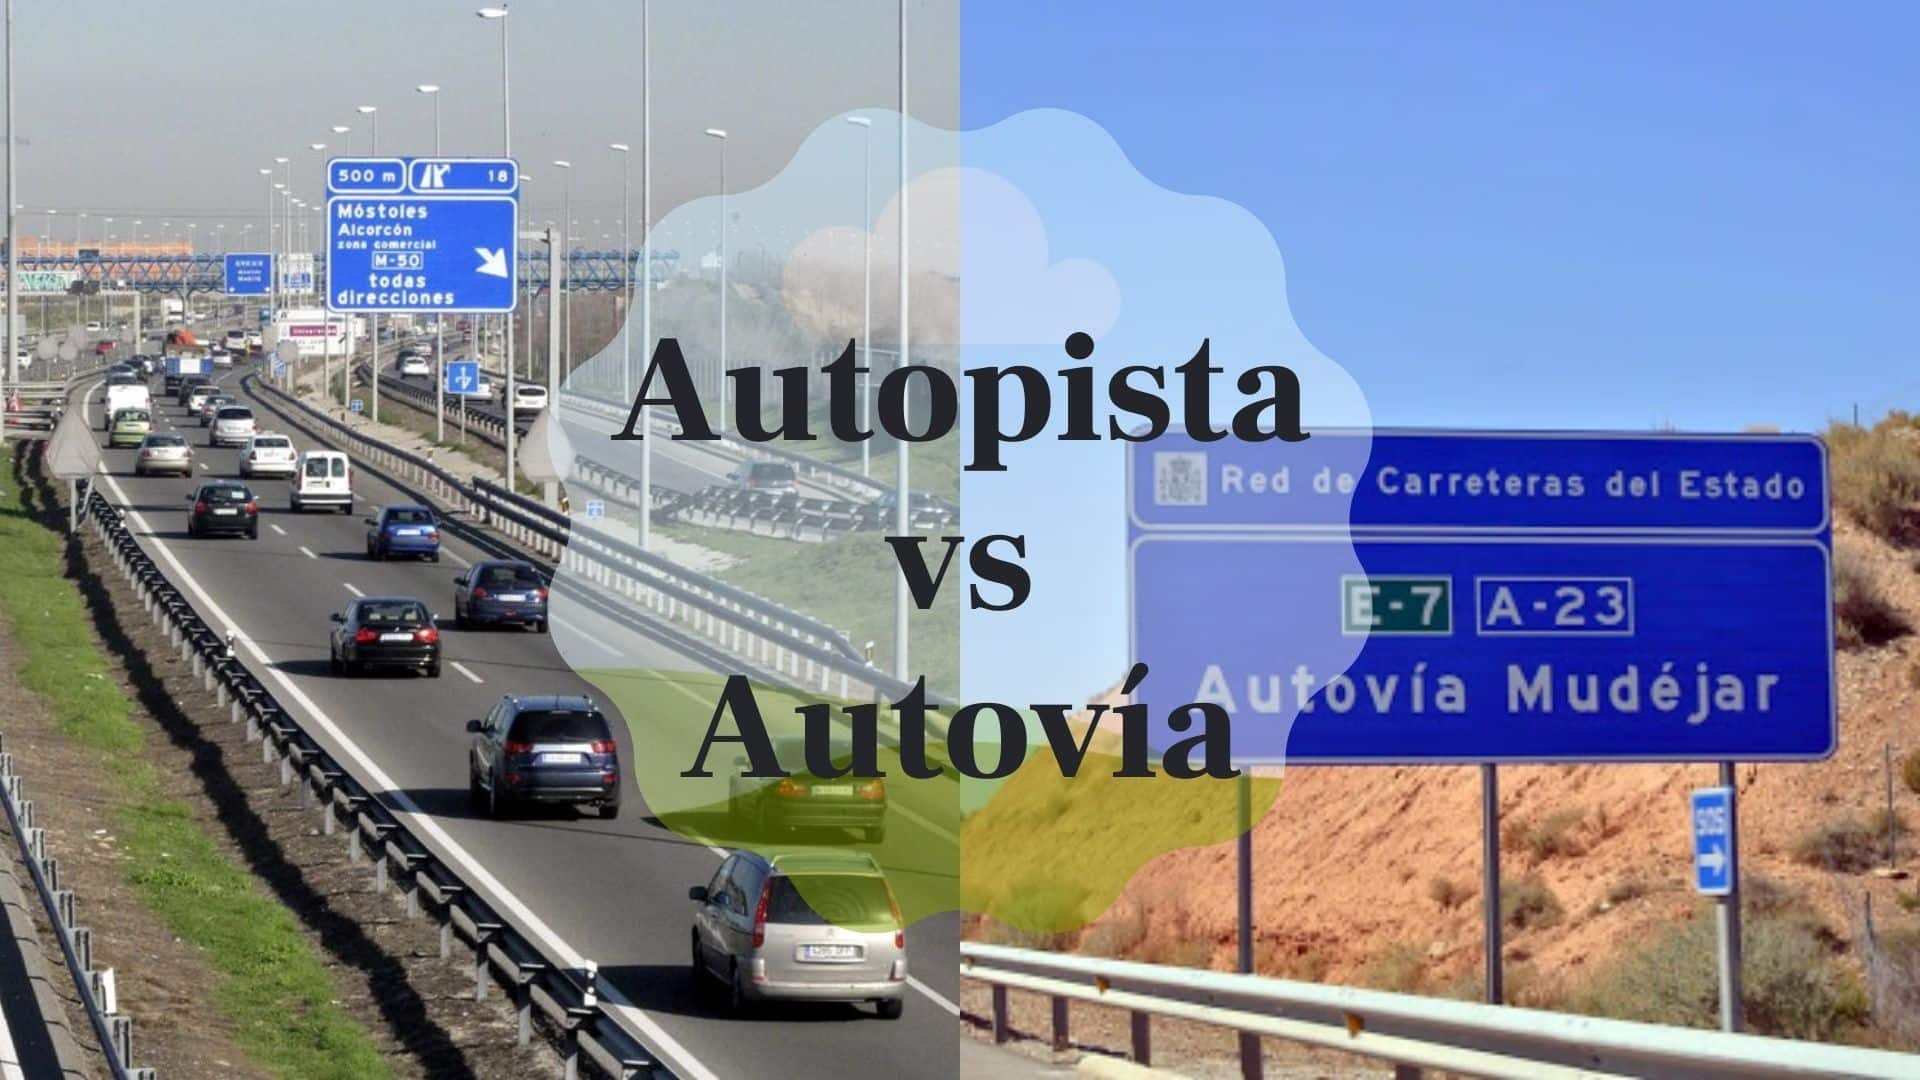 500 m 18
Móstoles
Alcorcón
zona comercial
M-50
todas
direcciones
Autopista
vs
Autovía
Red de Carreteras del Estado
E-7 A-23
Autovía Mudéjar
SOS